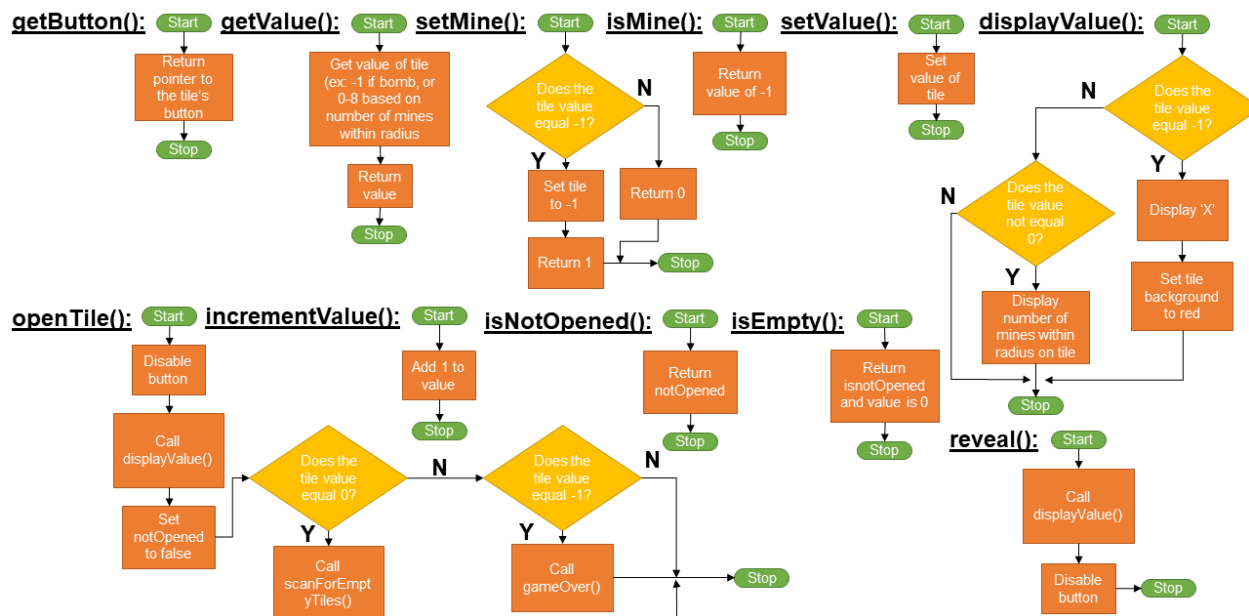 getButton():
Start
Return
pointer to
the tile's
button
Stop
getValue():
Start
Get value of tile
(ex: -1 if bomb, or
0-8 based on
number of mines
within radius
Return
value
Stop
setMine():
Start
Does the
tile value
equal -1?
N
Y
Set tile
to -1
Return 0
Return 1
Stop
isMine():
Start
Return
value of -1
Stop
setValue():
Start
Set
value of
tile
Stop
displayValue():
Start
Does the
tile value
equal -1?
N
Y
Does the
tile value
not equal
0?
N
Y
Display 'X'
Set tile
background
to red
Display
number of
mines within
radius on tile
Stop
openTile():
Start
Disable
button
Call
displayValue()
Set
notOpened
to false
Does the
tile value
equal 0?
N
Y
Call
scanForEmpt
yTiles()
Does the
tile value
equal -1?
N
Y
Call
gameOver()
Stop
incrementValue():
Start
Add 1 to
value
Stop
isNotOpened():
Start
Return
notOpened
Stop
isEmpty():
Start
Return
isnotOpened
and value is 0
Stop
reveal():
Start
Call
displayValue()
Disable
button
Stop